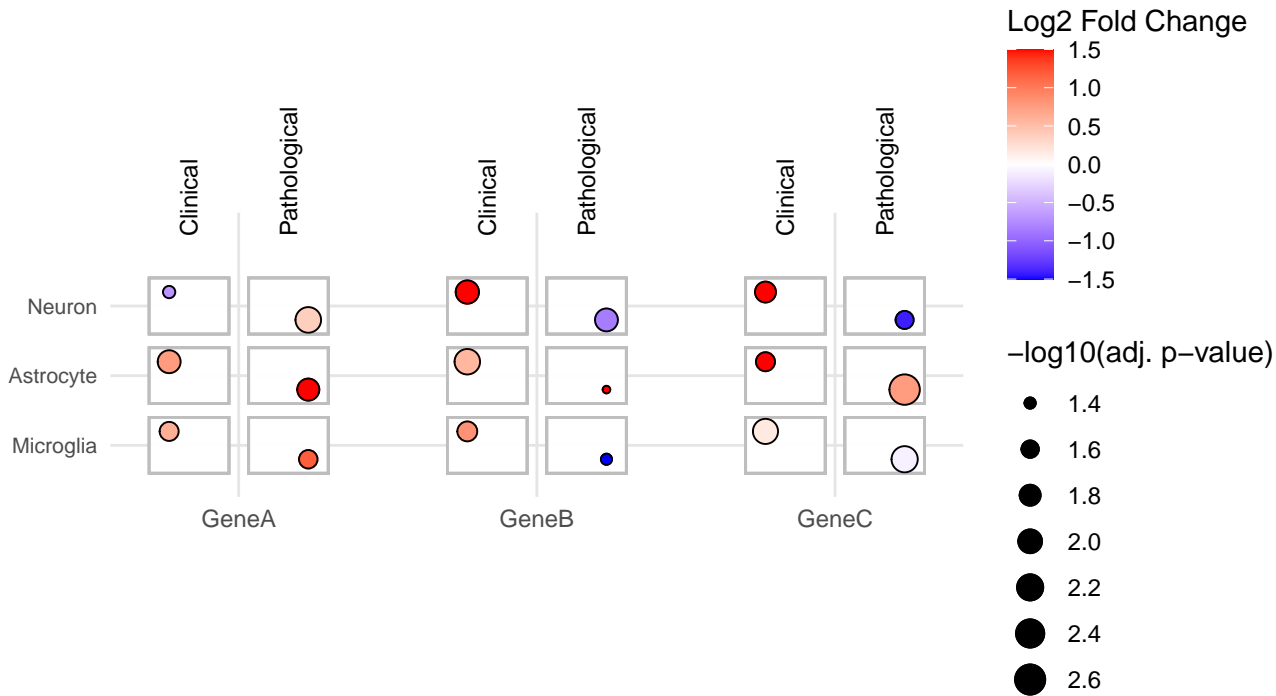 Log2 Fold Change
1.5
1.0
0.5
0.0
−0.5
−1.0
−1.5
Clinical
Pathological
Clinical
Pathological
Clinical
Pathological
Neuron
Astrocyte
Microglia
GeneA
GeneB
GeneC
−log10(adj. p−value)
1.4
1.6
1.8
2.0
2.2
2.4
2.6